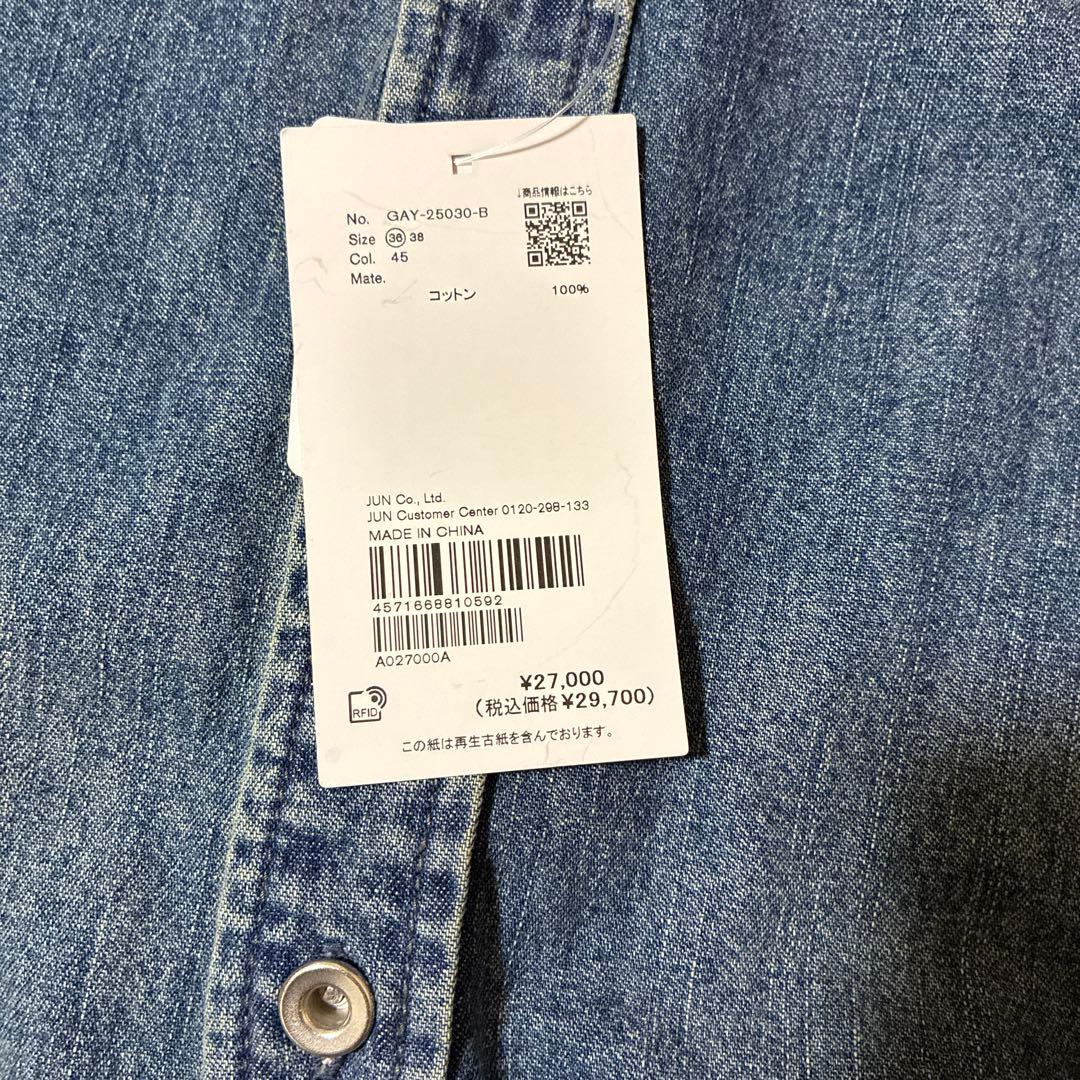 ↓商品情報はこちら
No. GAY-25030-B
Size 36 38
Col. 45
Mate.
コットン 100%
JUN Co., Ltd.
JUN Customer Center 0120-298-133
MADE IN CHINA
4571668810592
A027000A
¥27,000
(税込価格¥29,700)
RFID
この紙は再生古紙を含んでおります。